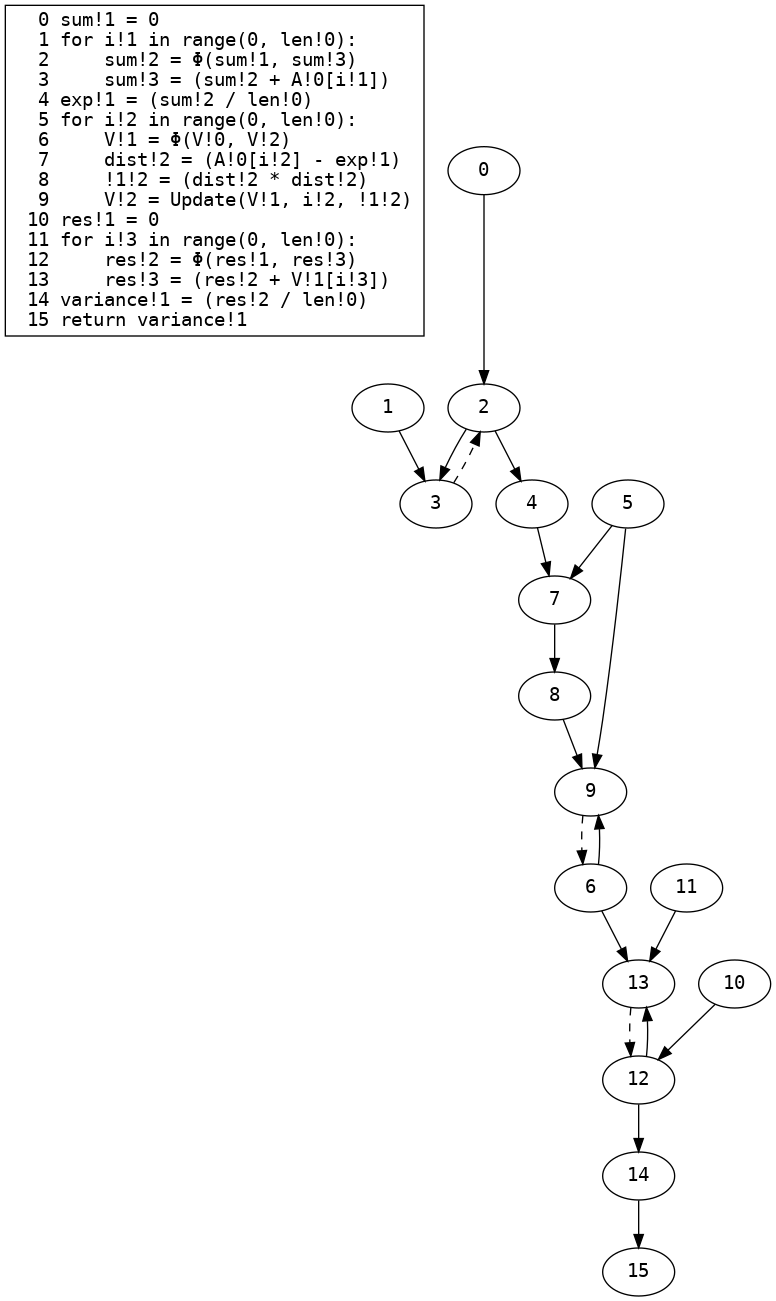 0 sum!1 = 0
1 for i!1 in range(0, len!0):
2     sum!2 = Φ(sum!1, sum!3)
3     sum!3 = (sum!2 + A!0[i!1])
4 exp!1 = (sum!2 / len!0)
5 for i!2 in range(0, len!0):
6     V!1 = Φ(V!0, V!2)
7     dist!2 = (A!0[i!2] - exp!1)
8     !1!2 = (dist!2 * dist!2)
9     V!2 = Update(V!1, i!2, !1!2)
10 res!1 = 0
11 for i!3 in range(0, len!0):
12     res!2 = Φ(res!1, res!3)
13     res!3 = (res!2 + V!1[i!3])
14 variance!1 = (res!2 / len!0)
15 return variance!1
0
1
2
3
4
5
7
8
9
6
11
13
10
12
14
15